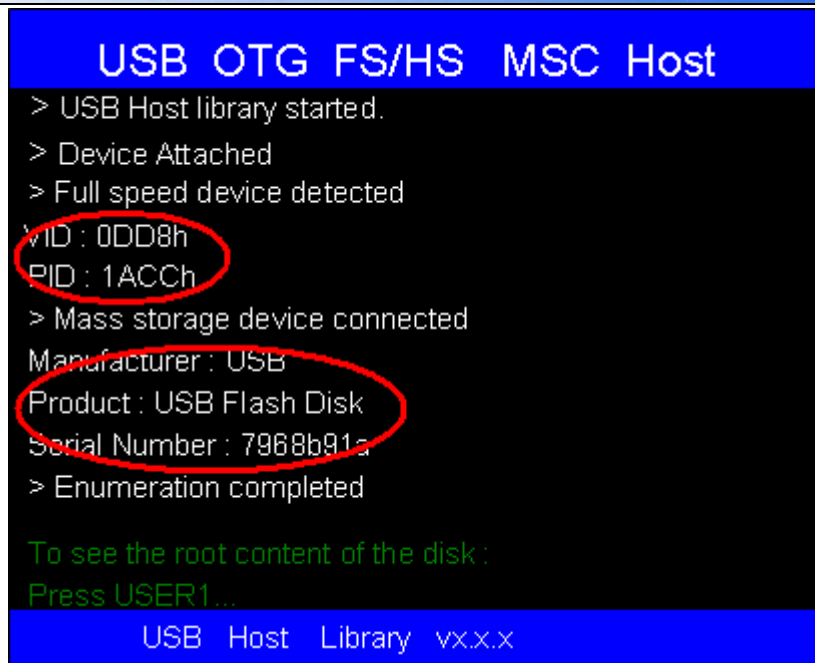 USB OTG FS/HS MSC Host
> USB Host library started.
> Device Attached
> Full speed device detected
VID : 0DD8h
PID : 1ACCh
> Mass storage device connected
Manufacturer : USB
Product : USB Flash Disk
Serial Number : 7968b91a
> Enumeration completed
To see the root content of the disk :
Press USER1...
USB Host Library vx.x.x